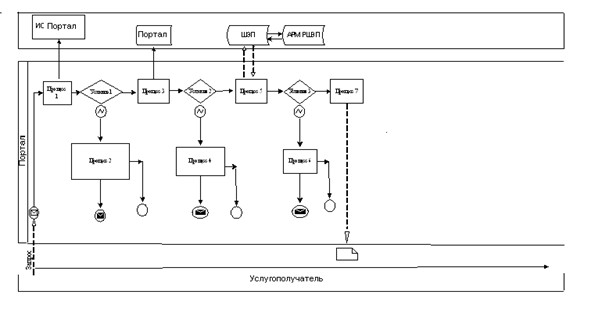 ИС Портал
Портал
ШЭП
АРМ РШЭП
Процесс
1
Условие 1
Процесс 3
Условие 2
Процесс 5
Условие 3
Процесс 7
Процесс 2
Процесс 4
Процесс 6
Портал
Запрос
Услугополучатель